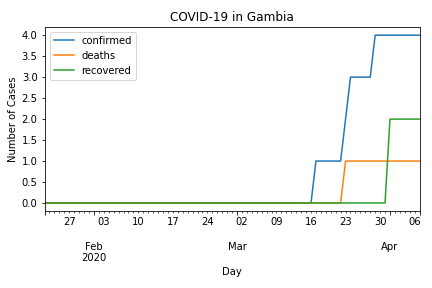 COVID-19 in Gambia
confirmed
deaths
recovered
Number of Cases
4.0
3.5
3.0
2.5
2.0
1.5
1.0
0.5
0.0
27 03 10 17 24 02 09 16 23 30 06
Feb Mar Apr
2020
Day